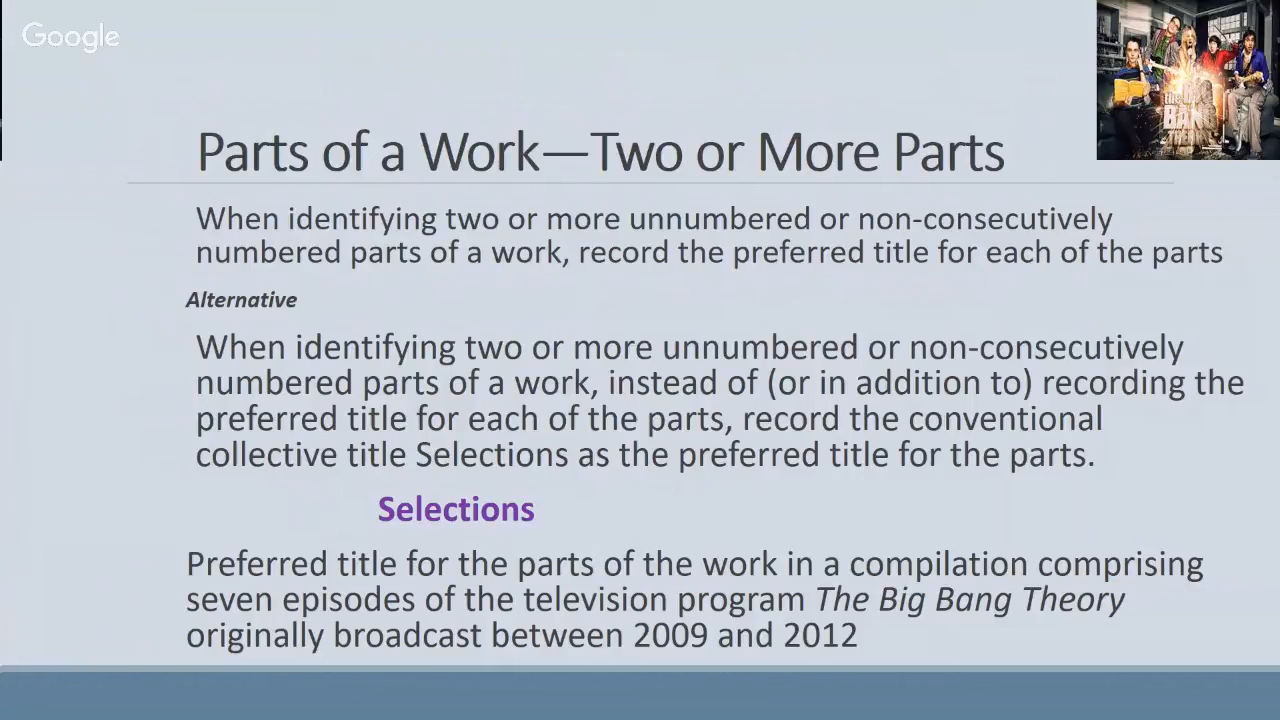 Google
the BIG
BANG
THEORY
Parts of a Work—Two or More Parts
When identifying two or more unnumbered or non-consecutively
numbered parts of a work, record the preferred title for each of the parts
Alternative
When identifying two or more unnumbered or non-consecutively
numbered parts of a work, instead of (or in addition to) recording the
preferred title for each of the parts, record the conventional
collective title Selections as the preferred title for the parts.
Selections
Preferred title for the parts of the work in a compilation comprising
seven episodes of the television program The Big Bang Theory
originally broadcast between 2009 and 2012